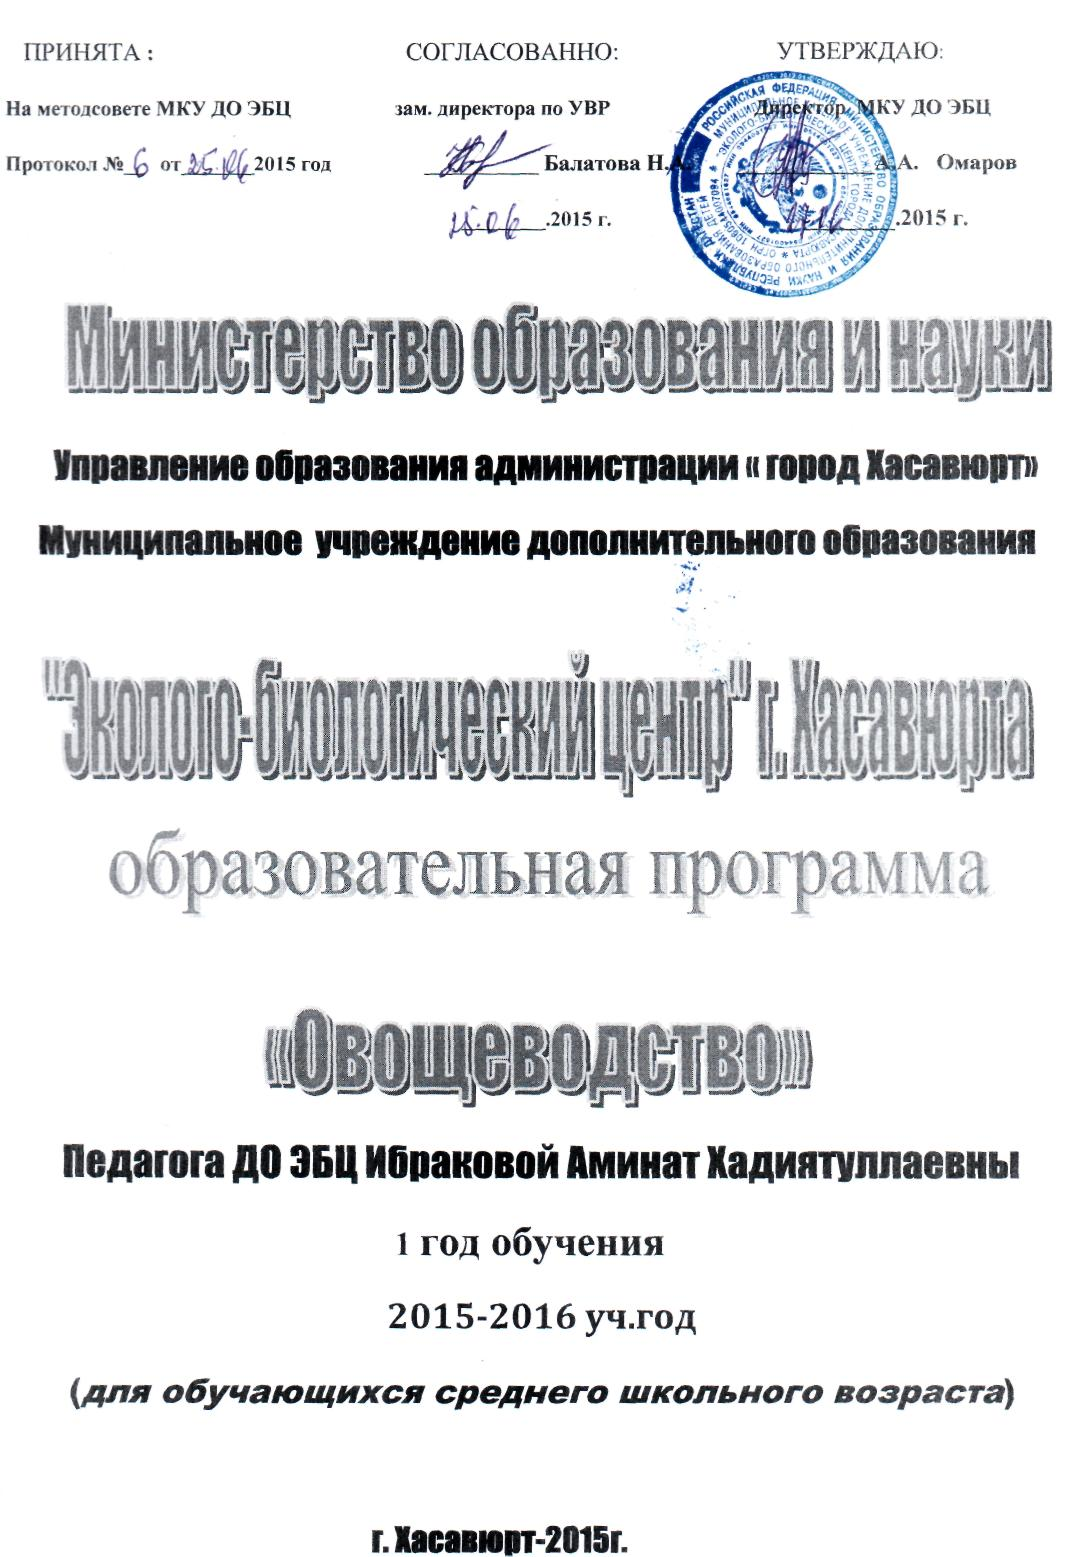 ПРИНЯТА : СОГЛАСОВАННО: УТВЕРЖДАЮ:
На методсовете МКУ ДО ЭБЦ зам. директора по УВР Директор МКУ ДО ЭБЦ
Протокол № 6 от 25.06 2015 год Балатова Н.А. А.А. Омаров
25.06.2015 г. .2015 г.
Министерство образования и науки
Управление образования администрации « город Хасавюрт»
Муниципальное учреждение дополнительного образования
"Эколого- биологический центр" г. Хасавюрта
образовательная программа
«Овощеводство»
Педагога ДО ЭБЦ Ибраковой Аминат Хадиятуллаевны
1 год обучения
2015-2016 уч.год
(для обучающихся среднего школьного возраста)
г. Хасавюрт-2015г.